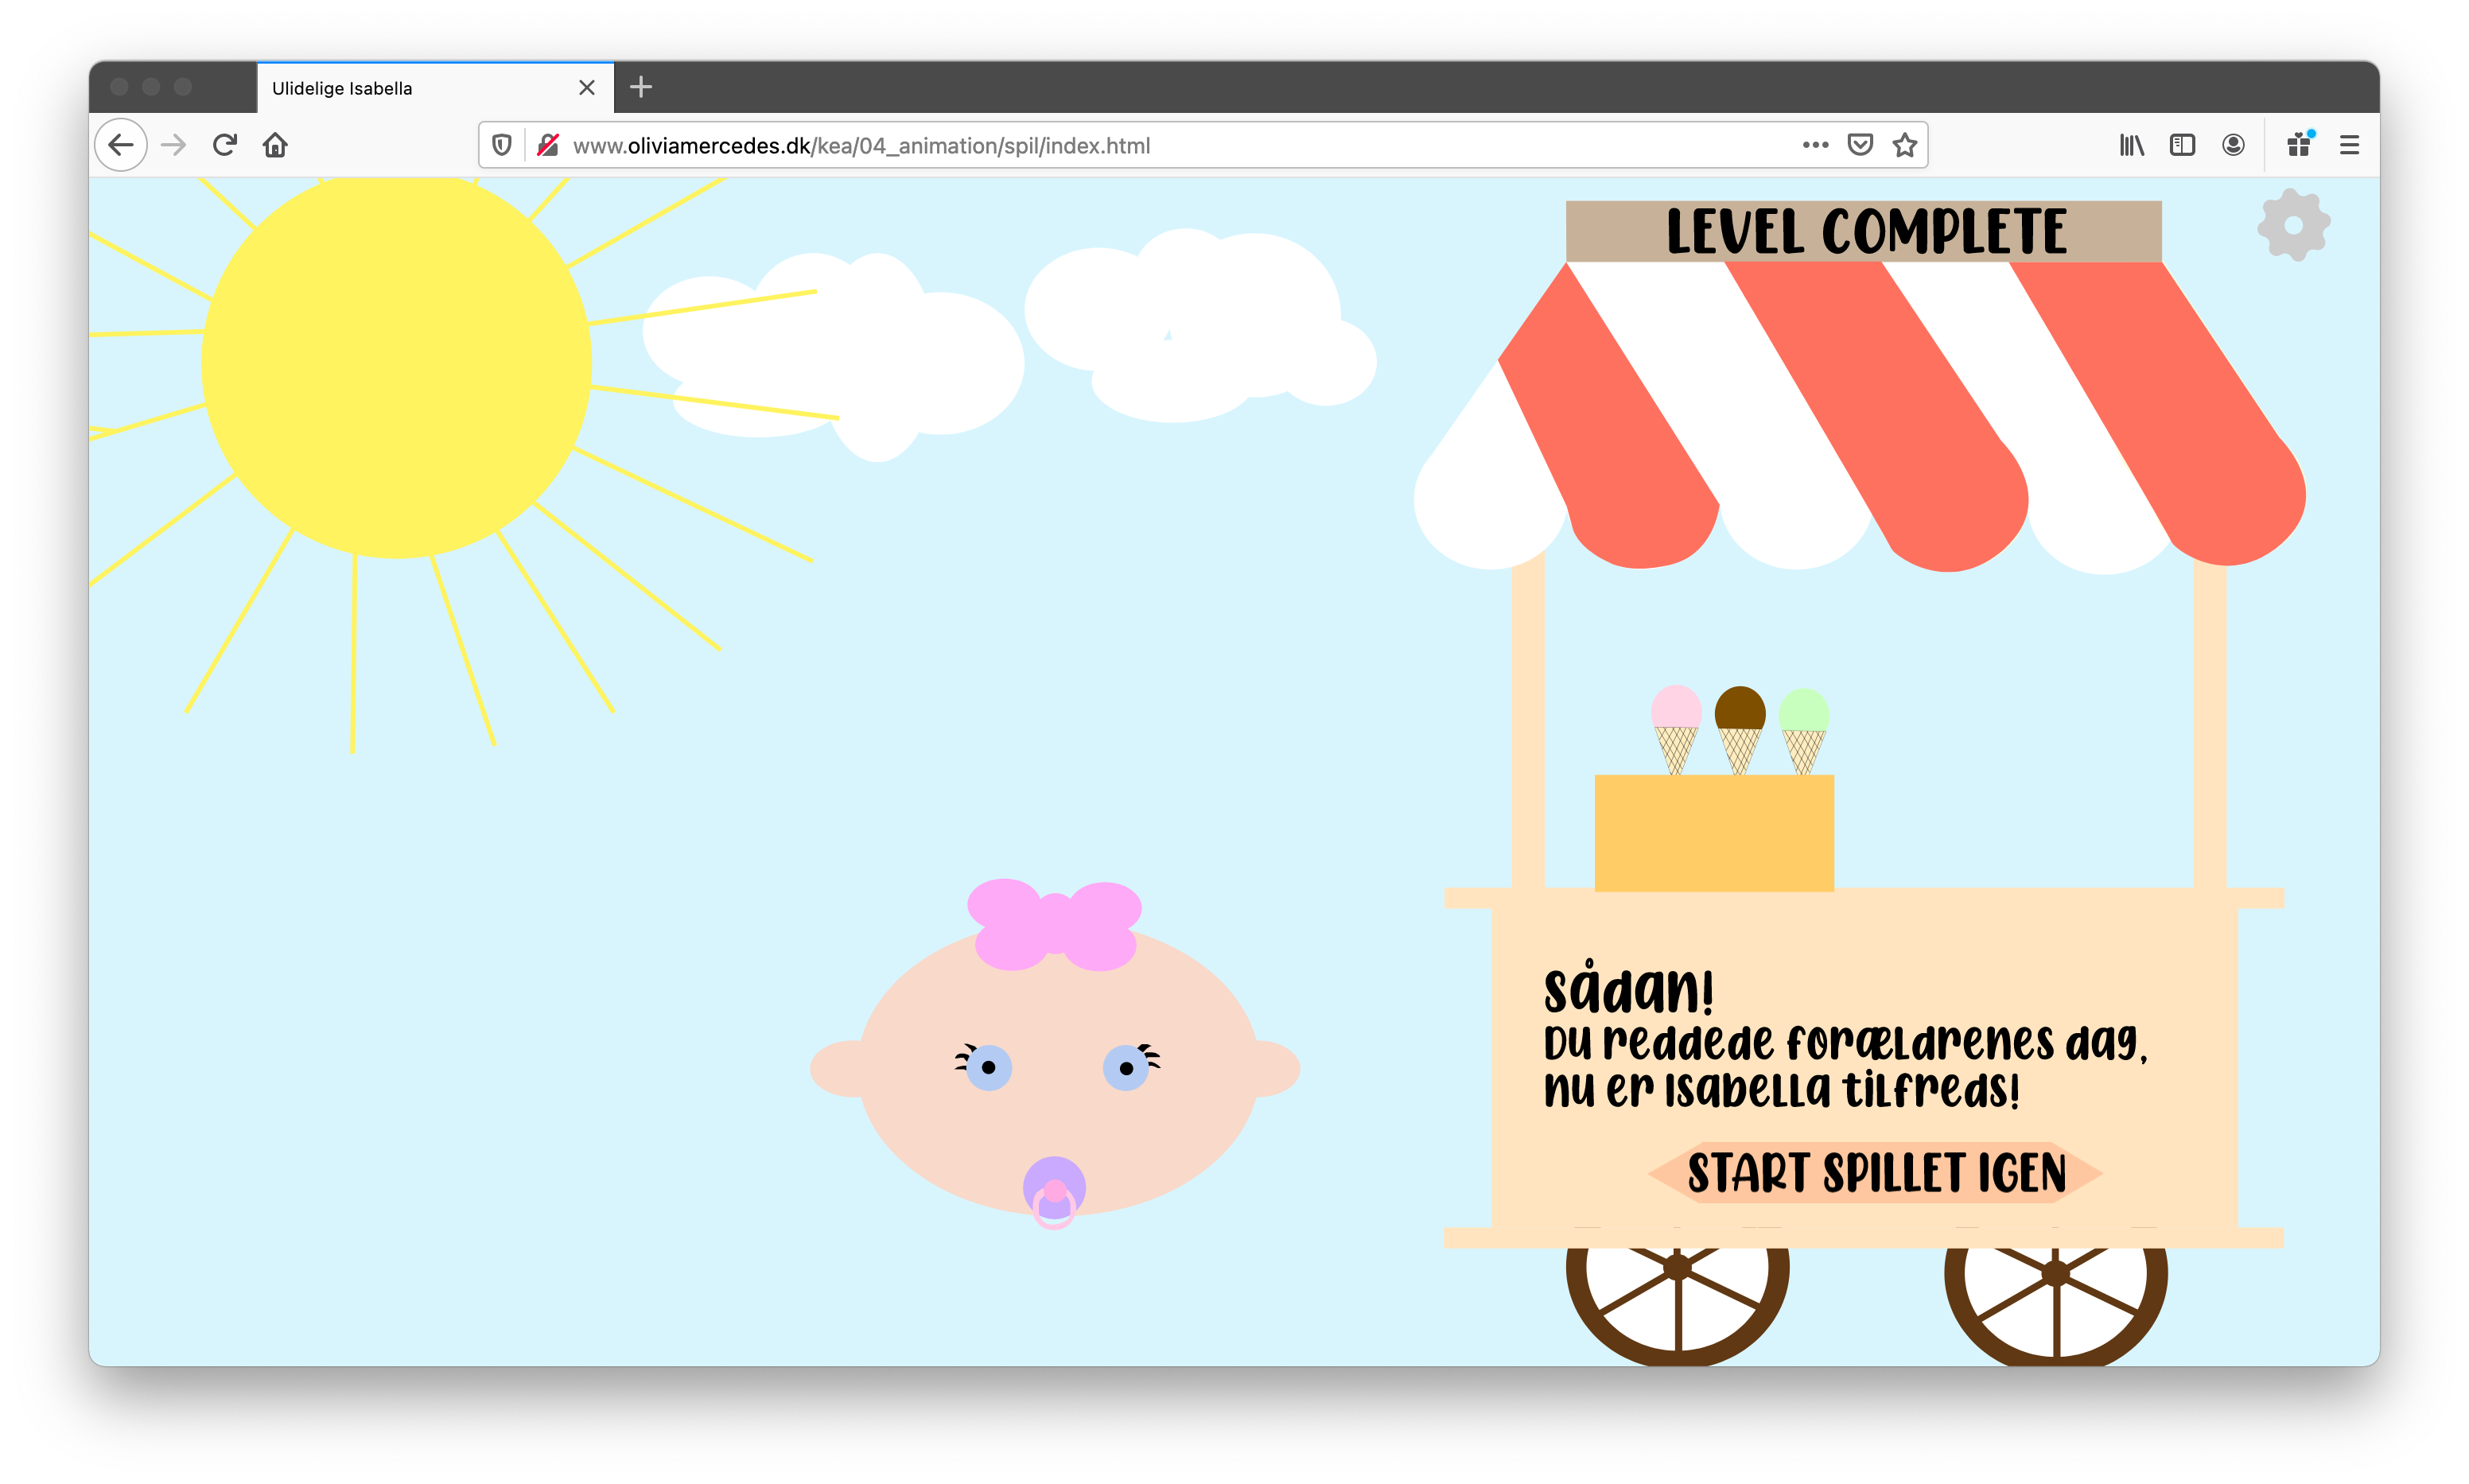 Ulidelige Isabella
www.oliviamercedes.dk/kea/04_animation/spil/index.html
LEVEL COMPLETE
sådan!
Du reddede forældrenes dag,
nu er Isabella tilfreds!
START SPILLET IGEN